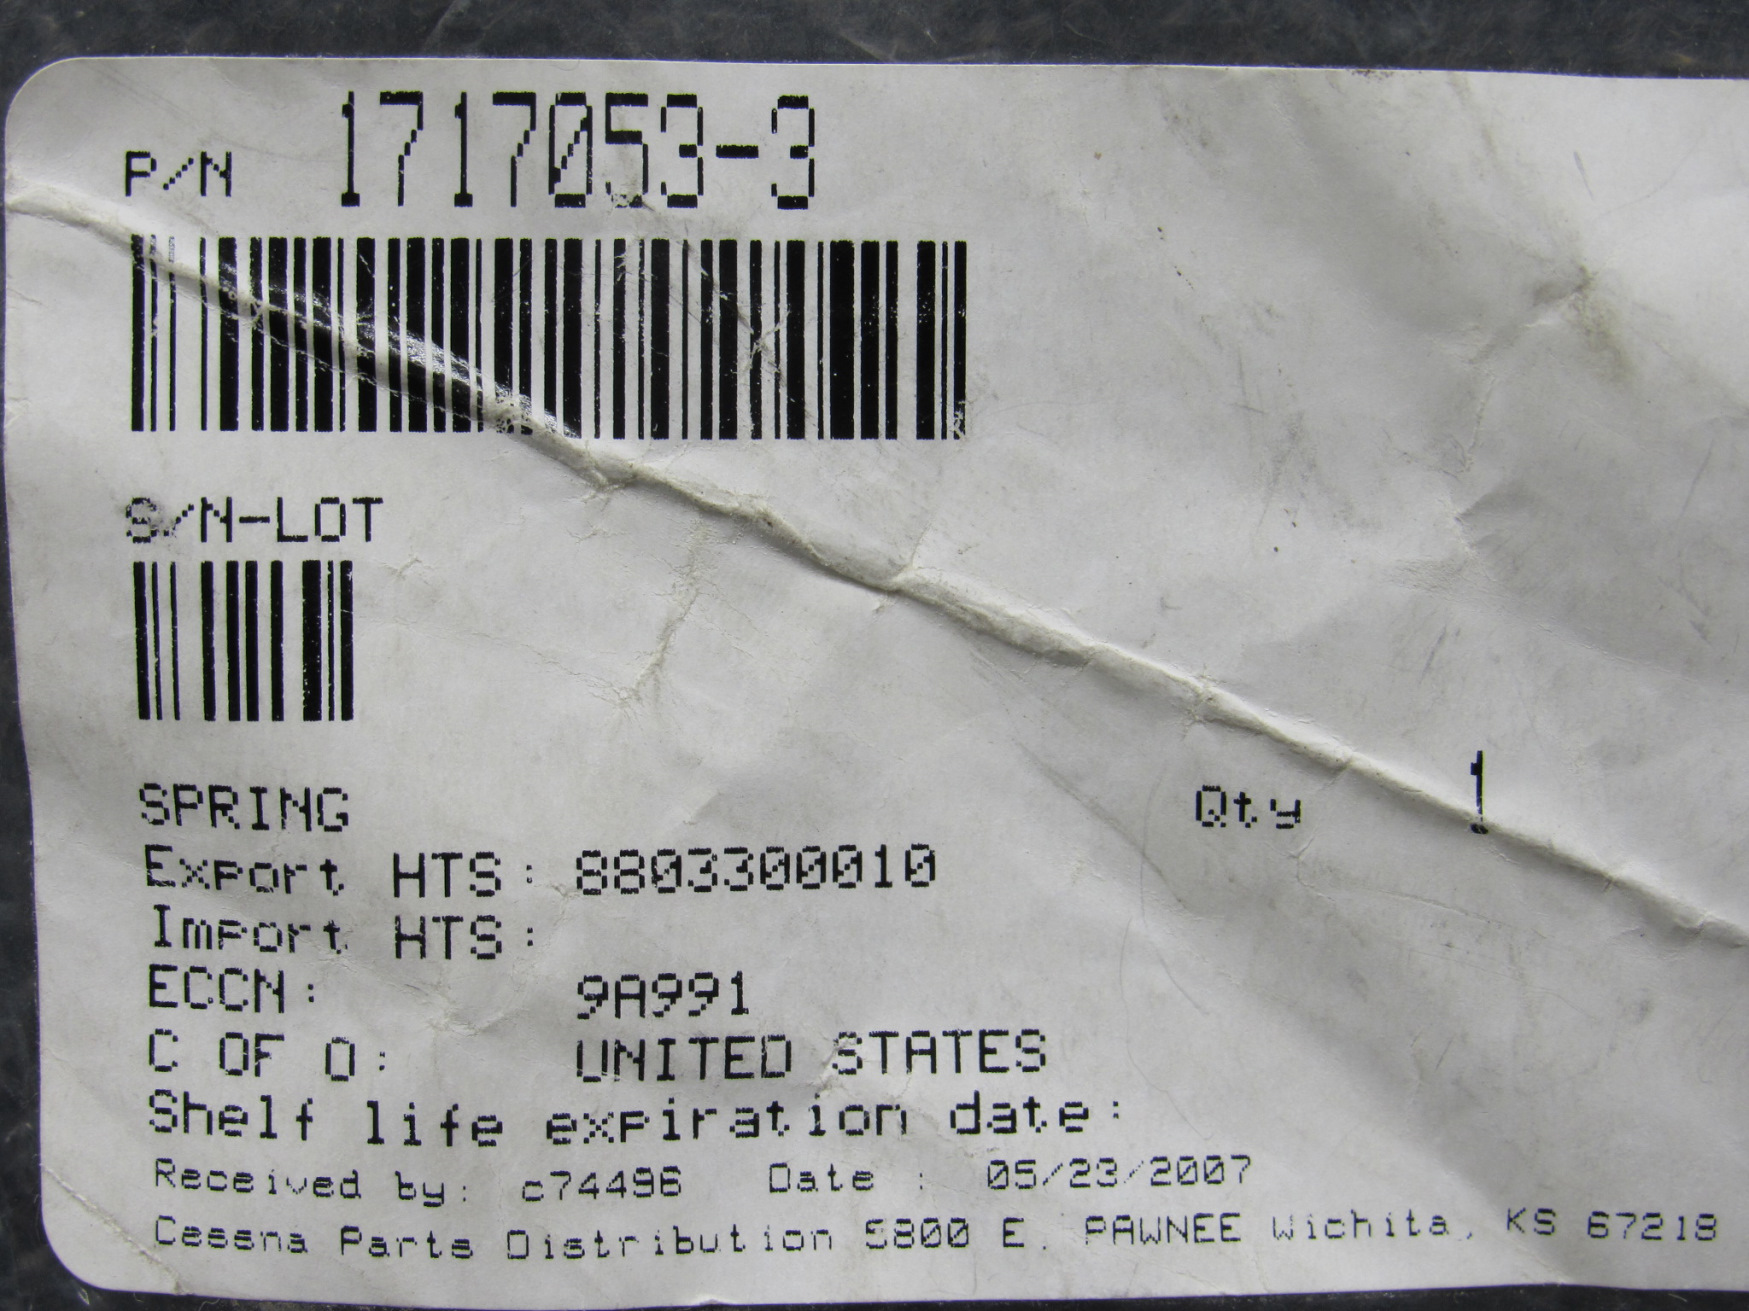 P/N 1717053-3
S/N-LOT
SPRING Qty 1
Export HTS: 8803300010
Import HTS:
ECCN: 9A991
C OF O: UNITED STATES
Shelf life expiration date:
Received by: c74496 Date : 05/23/2007
Cessna Parts Distribution 5800 E. PAWNEE Wichita, KS 67218